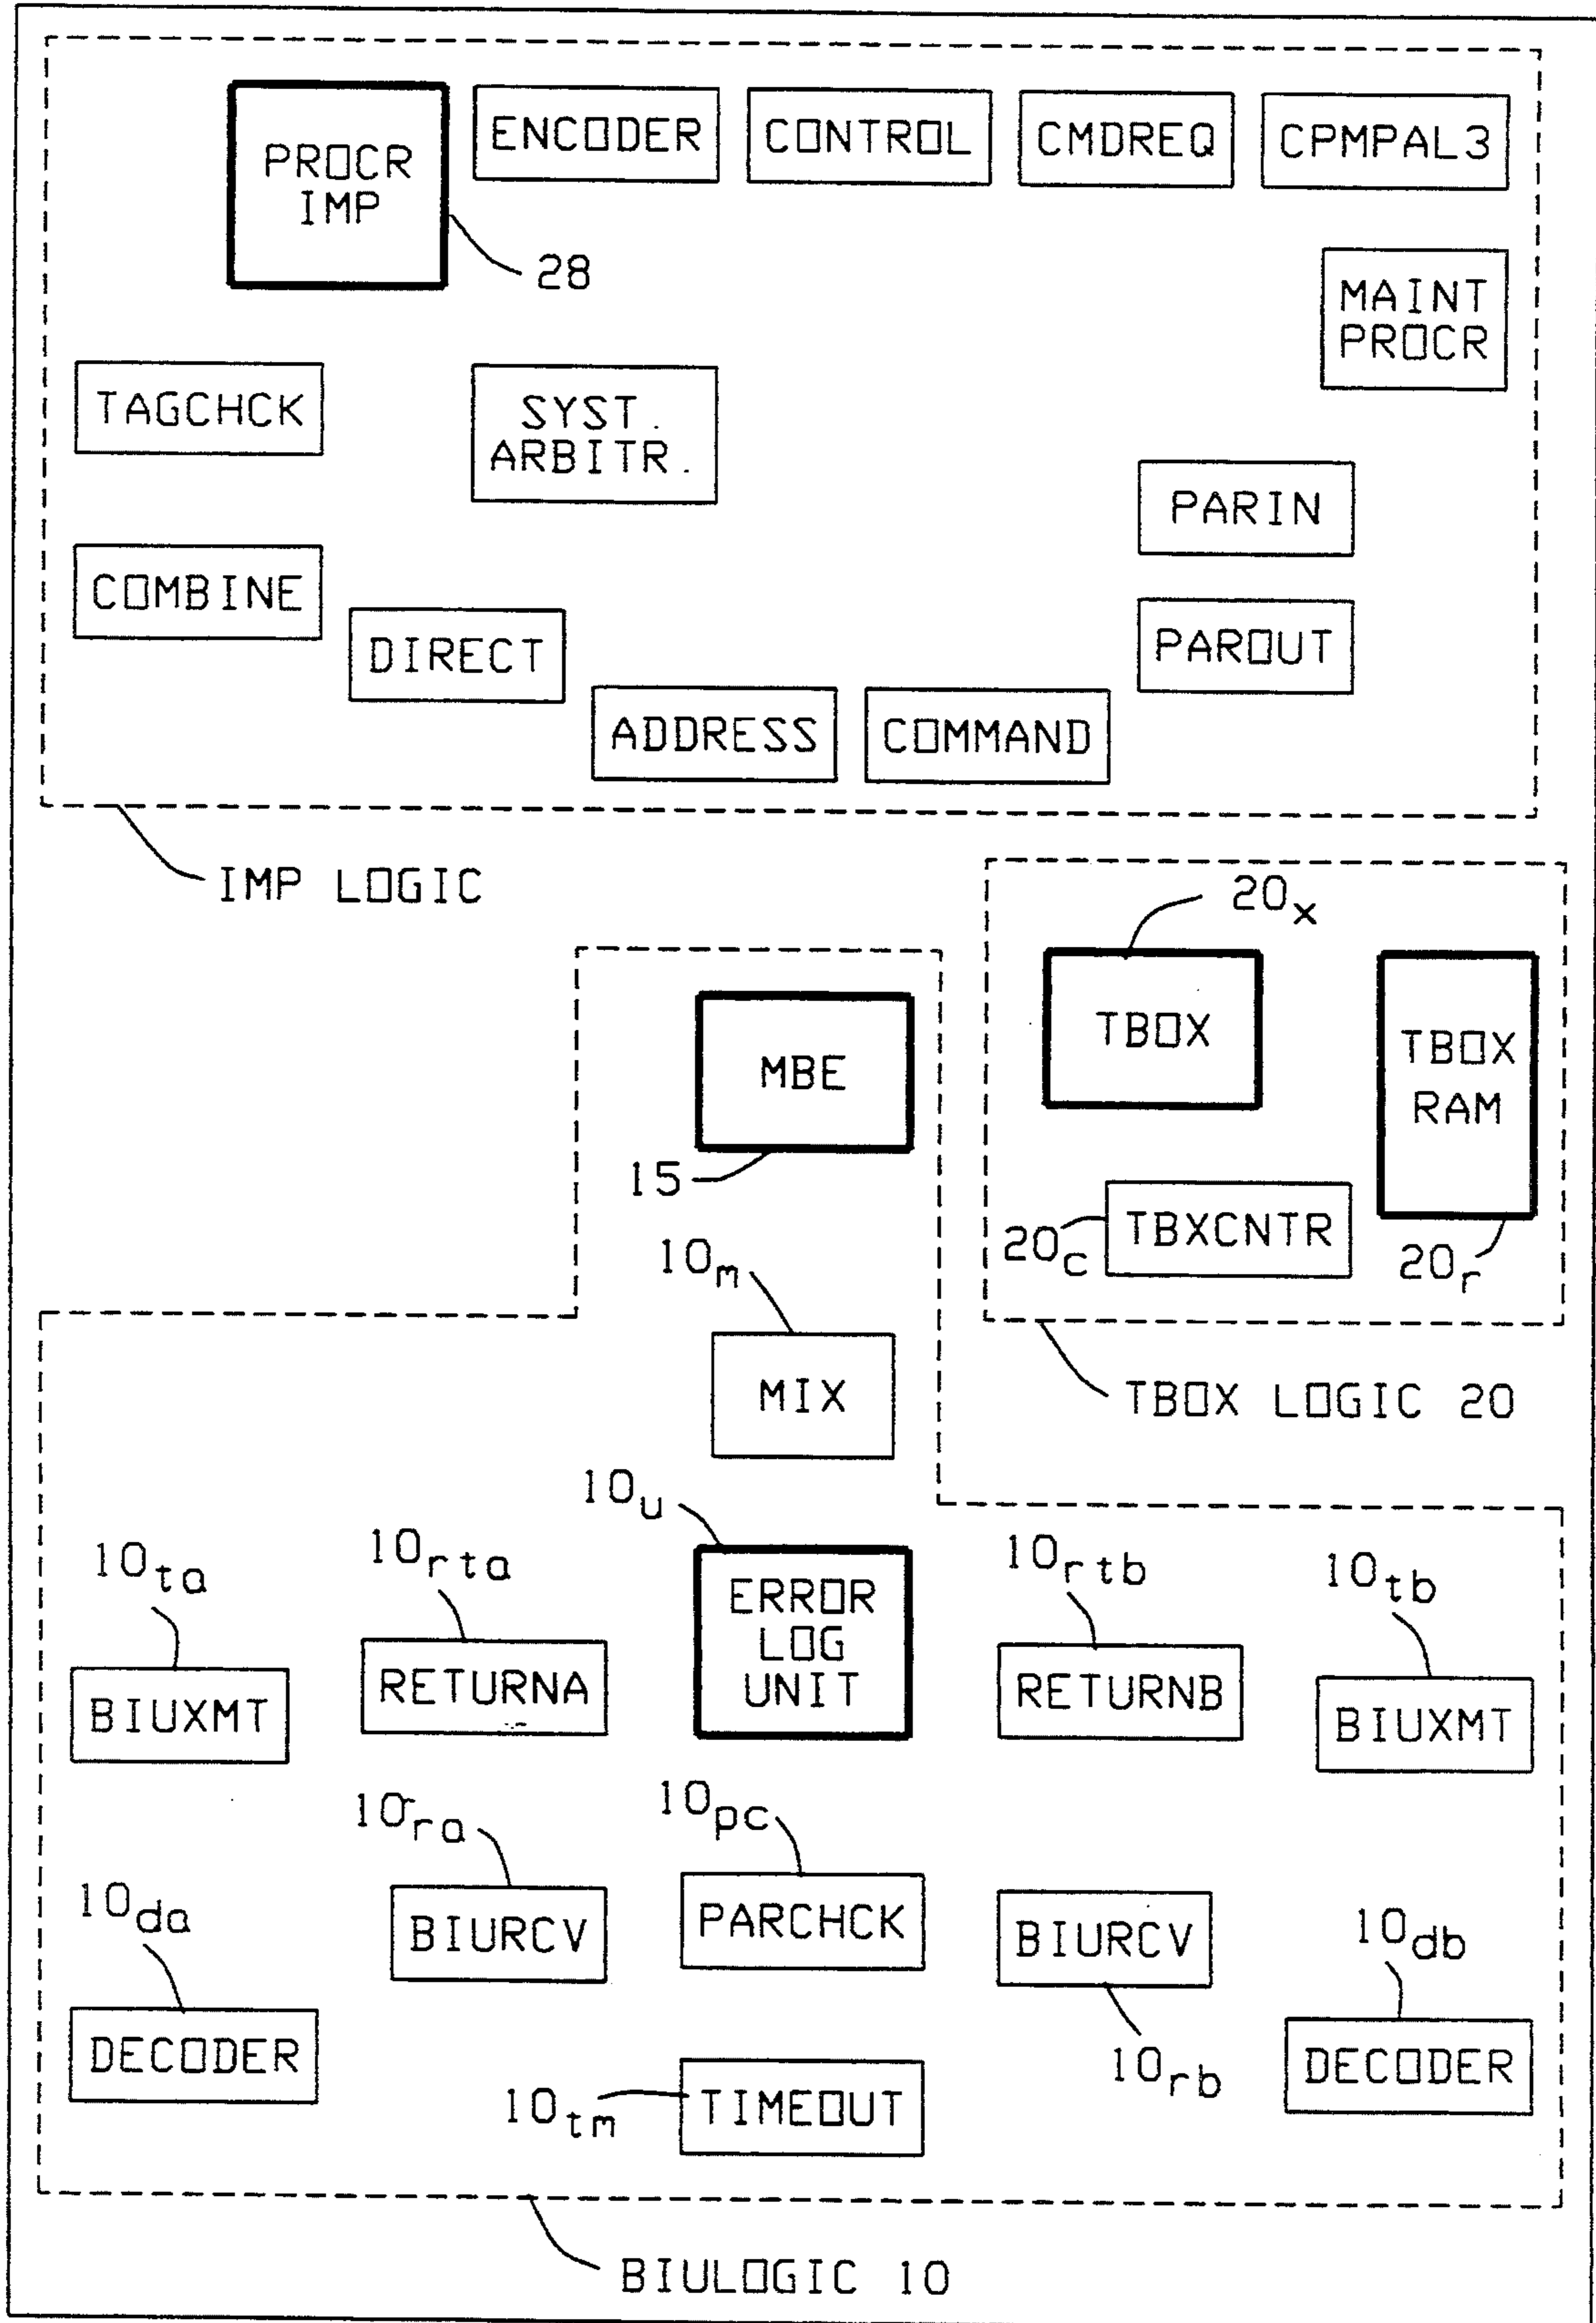 PROCR
IMP
28
ENCODER
CONTROL
CMDREQ
CPMPAL3
MAINT
PROCR
TAGCHCK
SYST.
ARBITR.
PARIN
COMBINE
DIRECT
PAROUT
ADDRESS
COMMAND
IMP LOGIC
20x
TBOX
TBOX
RAM
MBE
15
20c
TBXCNTR
20r
10m
MIX
TBOX LOGIC 20
10u
ERROR
LOG
UNIT
10ta
BIUXMT
10rta
RETURNA
10rtb
RETURNB
10tb
BIUXMT
10ra
BIURCV
10pc
PARCHCK
BIURCV
10rb
10da
DECODER
10db
DECODER
10tm
TIMEOUT
BIULOGIC 10